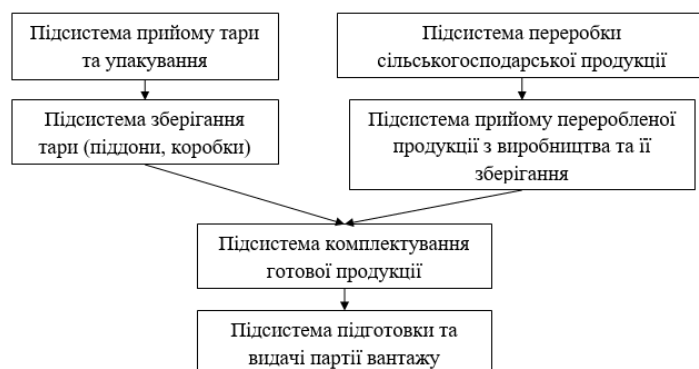 Підсистема прийому тари
та упакування
Підсистема переробки
сільськогосподарської продукції
Підсистема зберігання
тари (піддони, коробки)
Підсистема прийому переробленої
продукції з виробництва та її
зберігання
Підсистема комплектування
готової продукції
Підсистема підготовки та
видачі партії вантажу